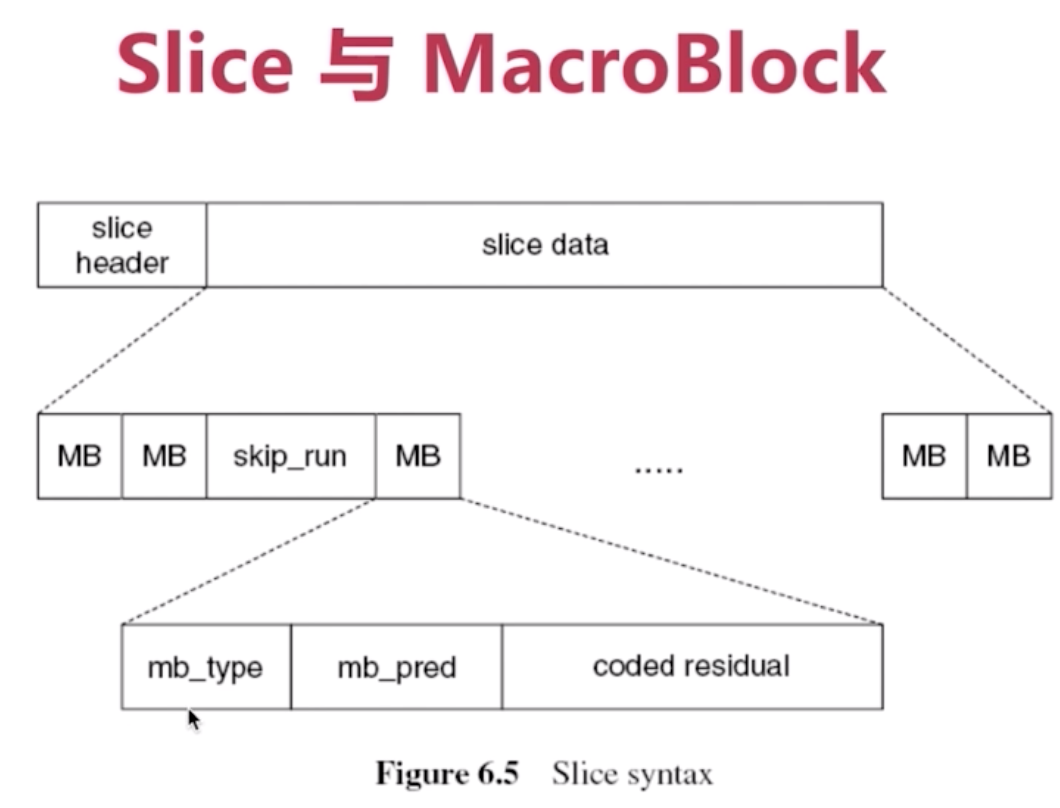 Slice 与 MacroBlock
slice
header
slice data
MB MB skip_run MB ..... MB MB
mb_type mb_pred coded residual
Figure 6.5 Slice syntax